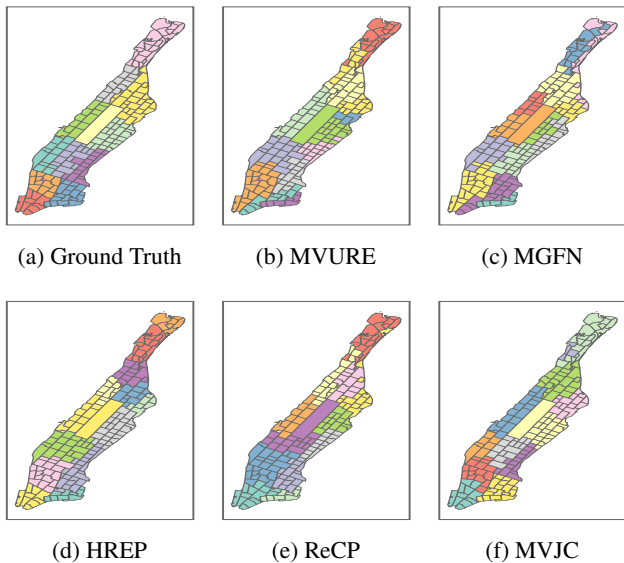 (a) Ground Truth
(b) MVURE
(c) MGFN
(d) HREP
(e) ReCP
(f) MVJC